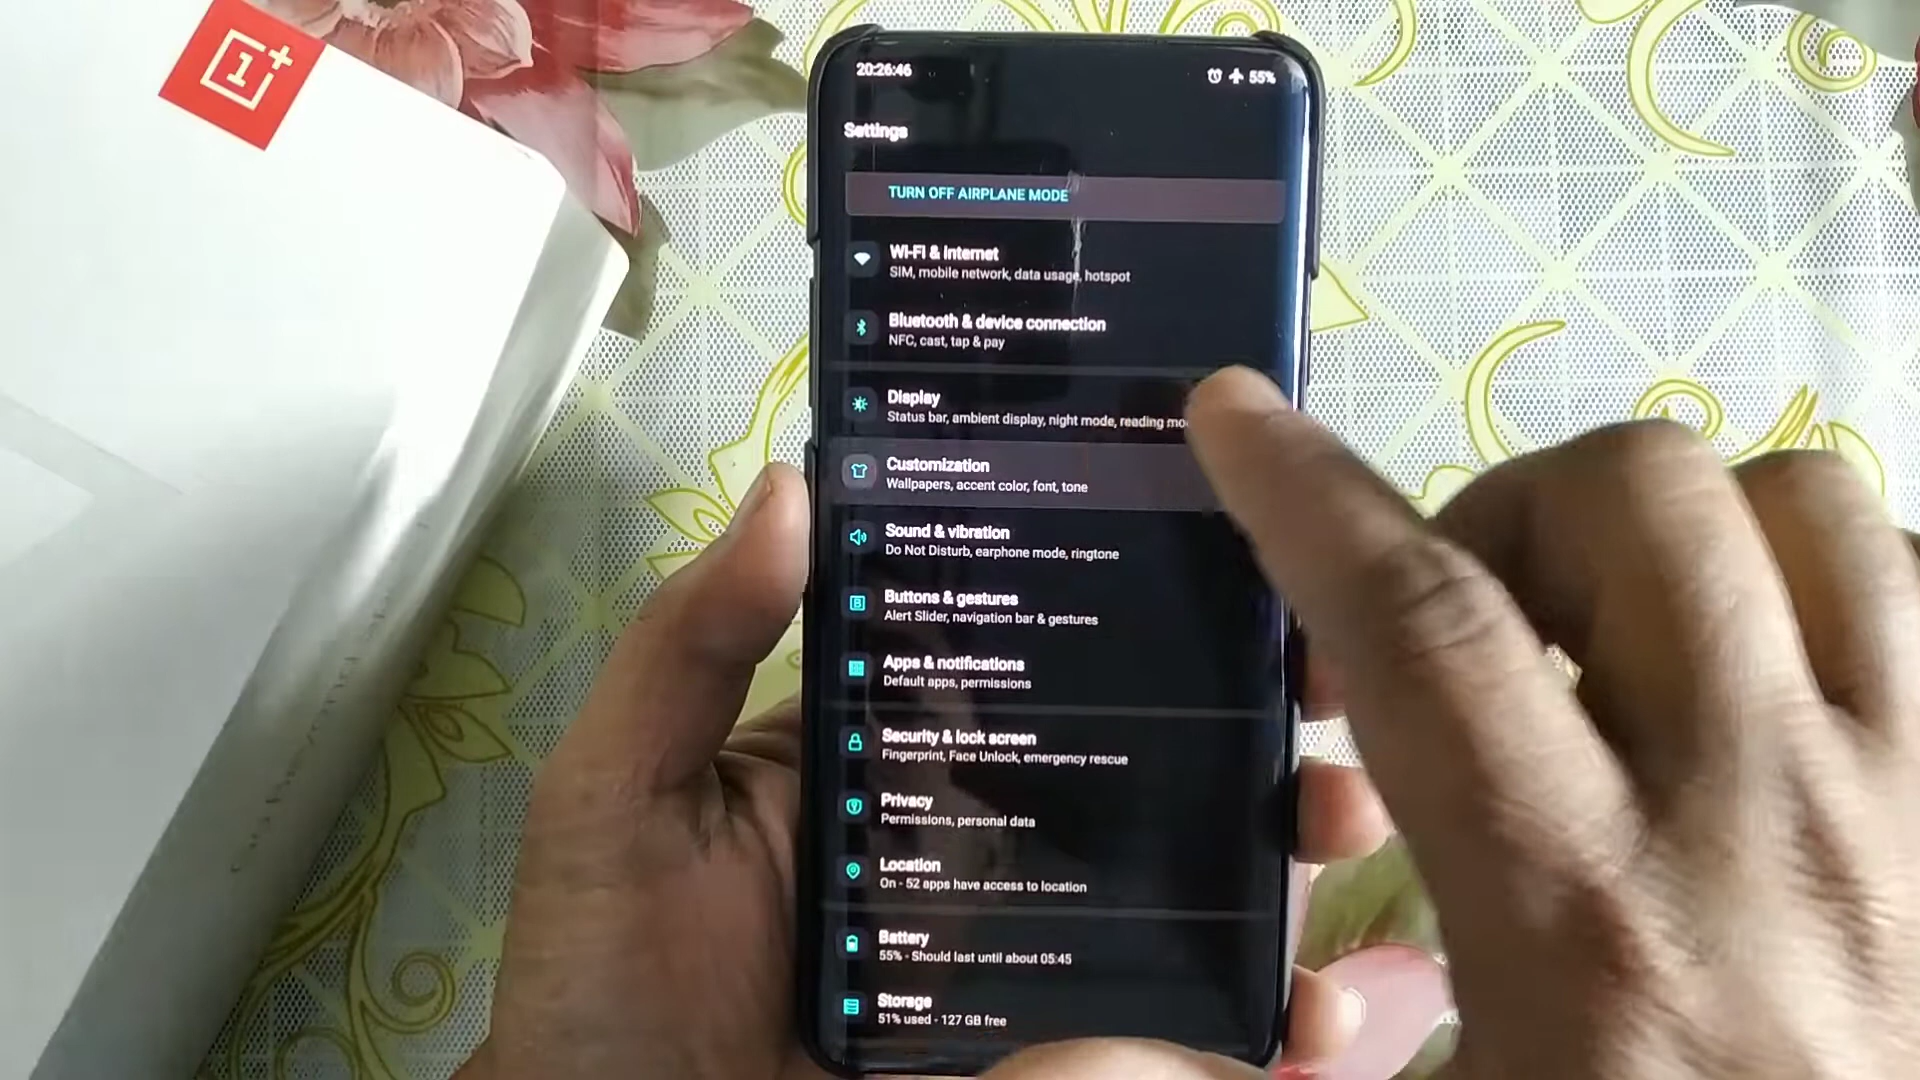 1+
20:26:46
55%
Settings
TURN OFF AIRPLANE MODE
Wi-Fi & Internet
SIM, mobile network, data usage, hotspot
Bluetooth & device connection
NFC, cast, tap & pay
Display
Status bar, ambient display, night mode, reading mo
Customization
Wallpapers, accent color, font, tone
Sound & vibration
Do Not Disturb, earphone mode, ringtone
Buttons & gestures
Alert Slider, navigation bar & gestures
Apps & notifications
Default apps, permissions
Security & lock screen
Fingerprint, Face Unlock, emergency rescue
Privacy
Permissions, personal data
Location
On - 52 apps have access to location
Battery
55% - Should last until about 05:45
Storage
51% used - 127 GB free